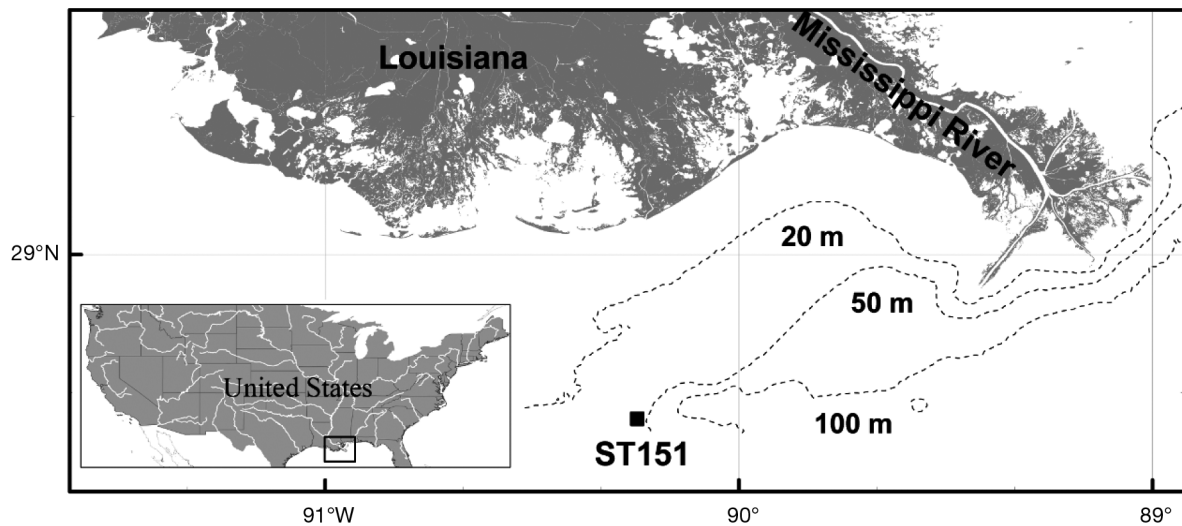 Louisiana
Mississippi River
29°N
20 m
50 m
United States
100 m
ST151
91°W
90°
89°